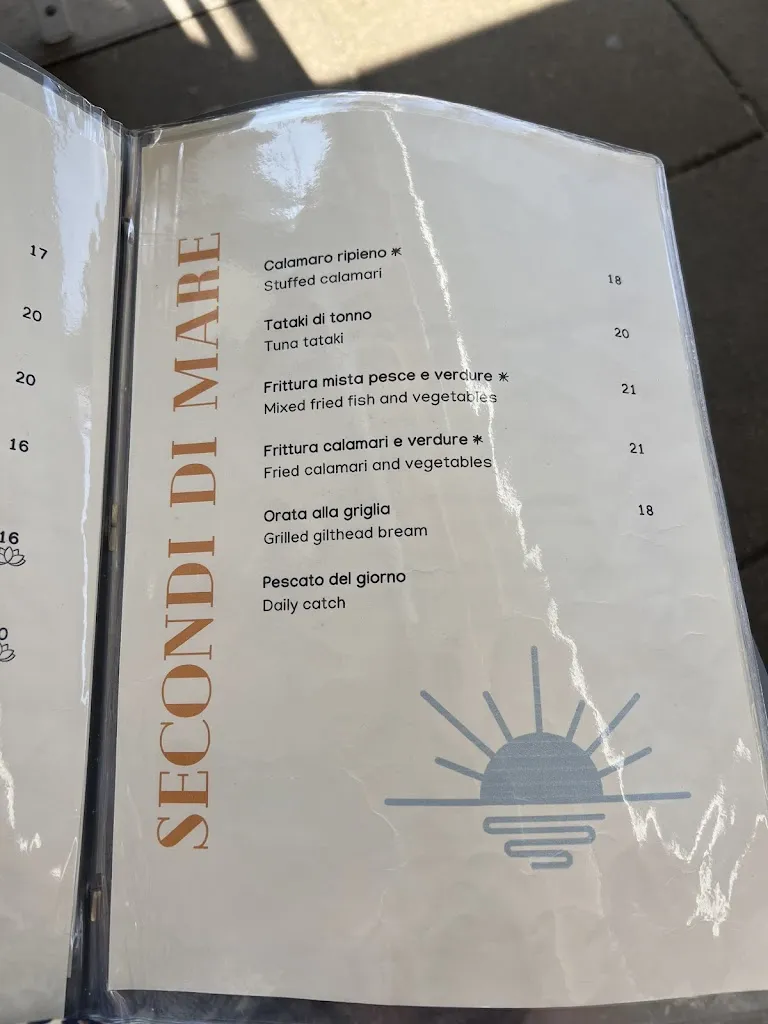 17
20
20
16
16
SECONDI DI MARE
Calamaro ripieno *
Stuffed calamari
18
Tataki di tonno
Tuna tataki
20
Frittura mista pesce e verdure *
Mixed fried fish and vegetables
21
Frittura calamari e verdure *
Fried calamari and vegetables
21
Orata alla griglia
Grilled gilthead bream
18
Pescato del giorno
Daily catch